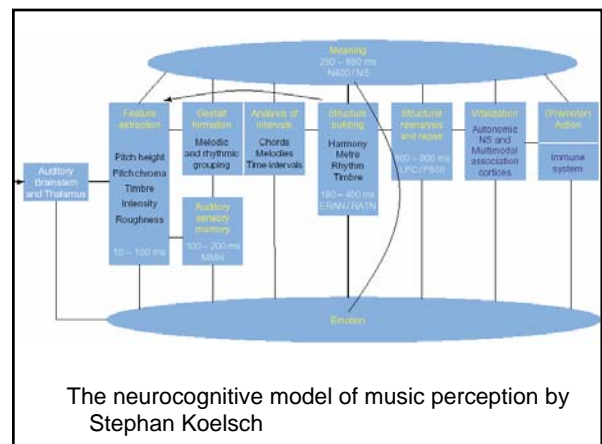 Meaning
250 – 550 ms
N400 / N5
Feature
extraction
Pitch height
Pitch chroma
Timbre
Intensity
Roughness
10 – 100 ms
Gestalt
formation
Melodic
and rhythmic
grouping
Auditory
sensory
memory
100 – 200 ms
MMN
Analysis of
intervals
Chords
Melodies
Time intervals
Structure
building
Harmony
Metre
Rhythm
Timbre
180 – 400 ms
ERAN / RATN
Structural
reanalysis
and repair
600 – 900 ms
LPC / P600
Vitalization
Autonomic
NS and
Multimodal
association
cortices
(Premotor)
Action
Immune
system
Auditory
Brainstem
and Thalamus
Emotion
The neurocognitive model of music perception by
Stephan Koelsch